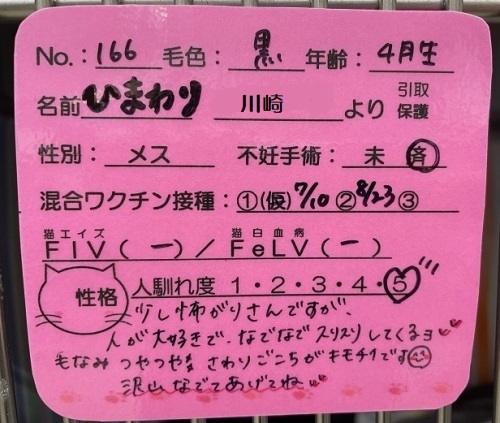 No.: 166 毛色: 黒 年齢: 4月生
名前 ひまわり 川崎 より 引取 保護
性別: メス 不妊手術: 未 済
混合ワクチン接種: ①(仮) 7/10 ② 8/23 ③
猫エイズ 猫白血病
FIV(ー)/FeLV(ー)
性格 人馴れ度 1・2・3・4・5
少し怖がりさんですが、
人が大好きで、なでなでスリスリしてくるヨ
毛なみつやつや さわりごこちがキモチイです
沢山なでてあげてね